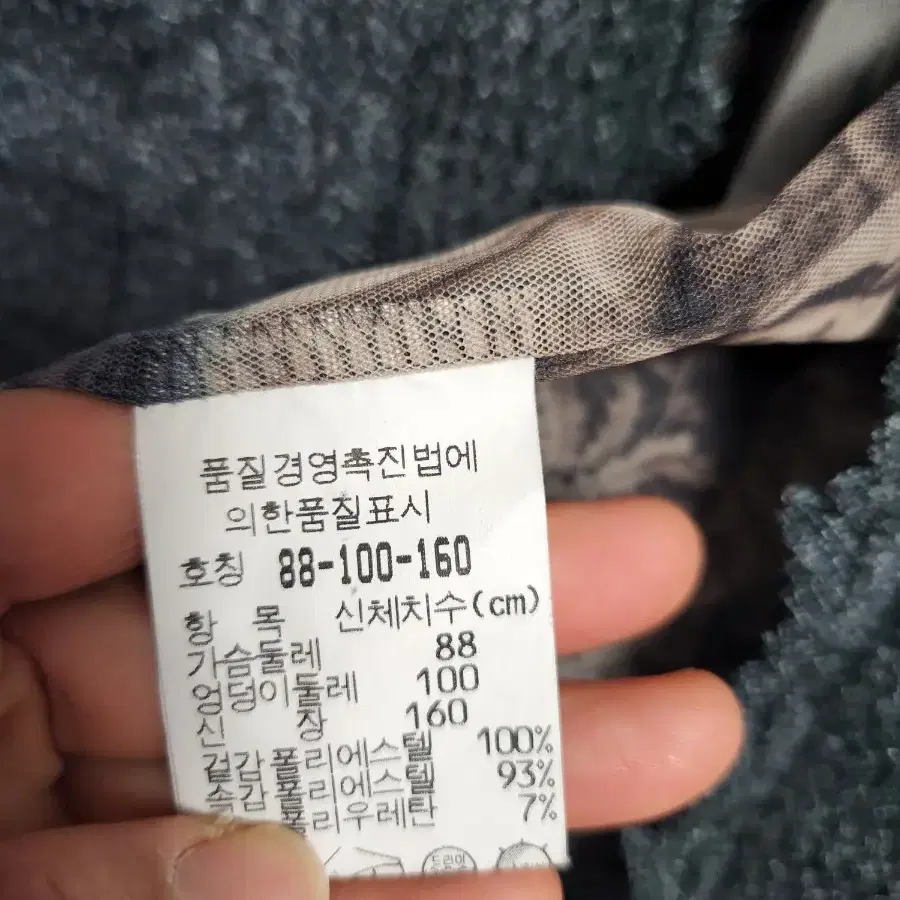 품질경영촉진법에
의한품질표시
호칭 88-100-160
항 목 신체치수(cm)
가슴둘레 88
엉덩이둘레 100
신 장 160
겉감 폴리에스텔 100%
속감 폴리에스텔 93%
폴리우레탄 7%